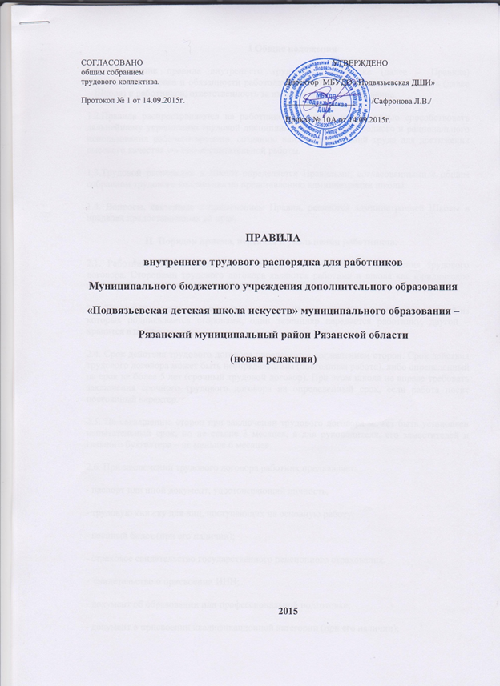 СОГЛАСОВАНО
общим собранием
трудового коллектива.
Протокол № 1 от 14.09.2015г.
УТВЕРЖДЕНО
Директор МБУДО «Подвязьевская ДШИ»
/Сафронова Л.В./
Приказ № 10А от 14.09.2015г.
ПРАВИЛА
внутреннего трудового распорядка для работников
Муниципального бюджетного учреждения дополнительного образования
«Подвязьевская детская школа искусств» муниципального образования –
Рязанский муниципальный район Рязанской области
(новая редакция)
2015